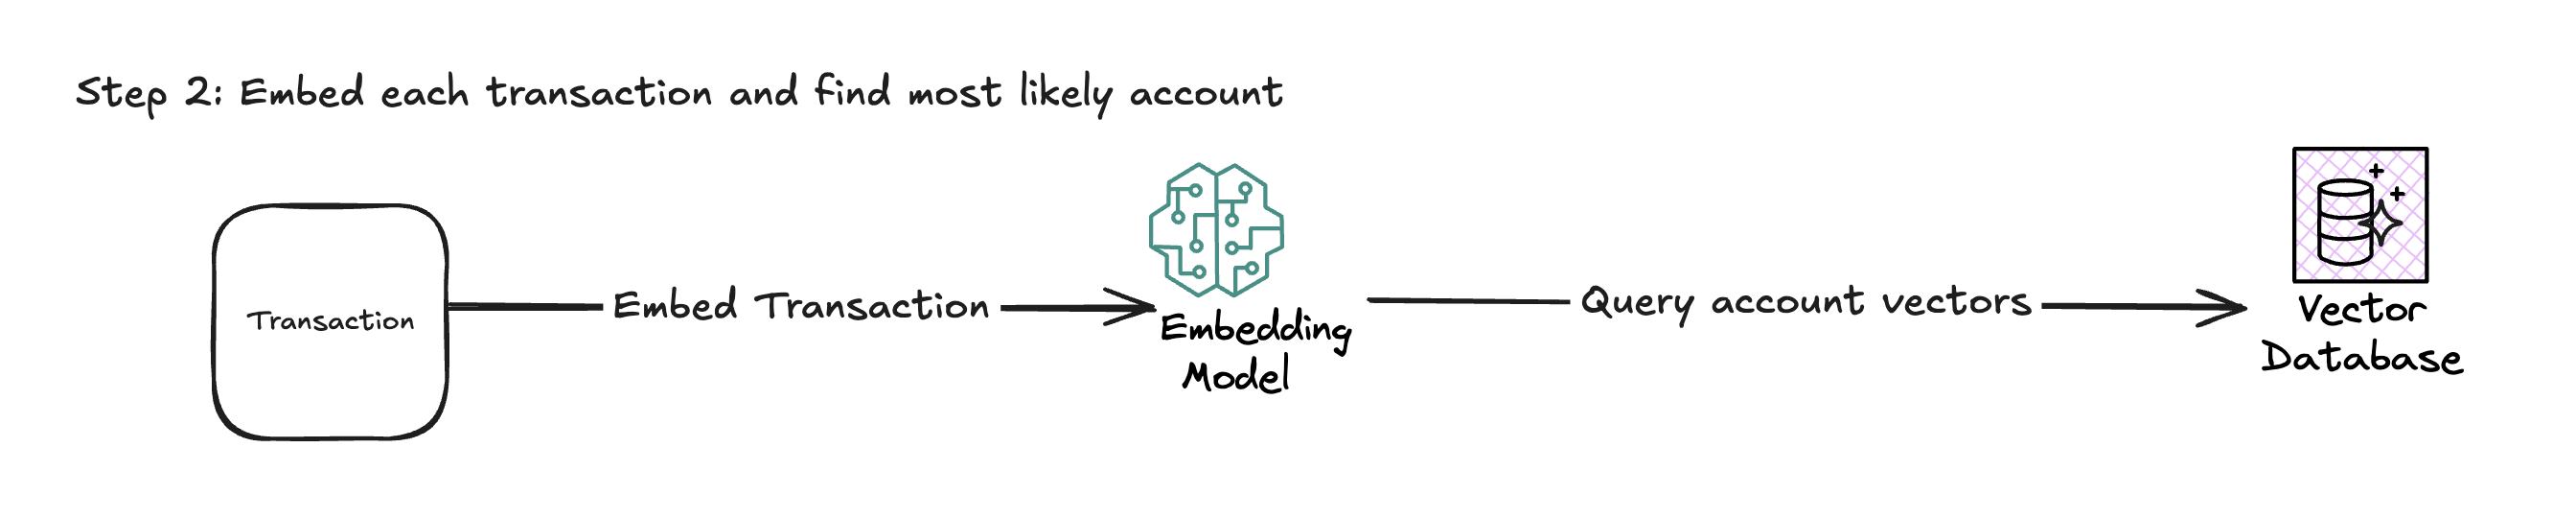 Step 2: Embed each transaction and find most likely account
Transaction
Embed Transaction
Embedding
Model
Query account vectors
Vector
Database